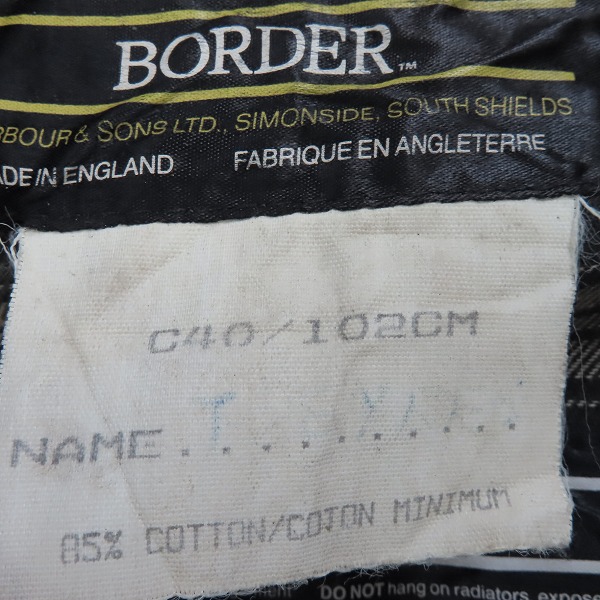 BORDER™
RBOUR & SONS LTD., SIMONSIDE, SOUTH SHIELDS
ADE IN ENGLAND FABRIQUE EN ANGLETERRE
C40/102CM
NAME. T
85% COTTON/COTON MINIMUM
DO NOT hang on radiators, expose